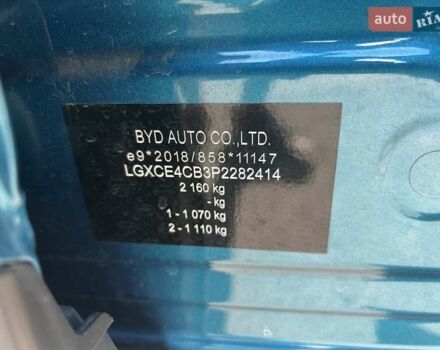 auto RIA
BYD AUTO CO.,LTD.
e9*2018/858*11147
LGXCE4CB3P2282414
2 160 kg
- kg
1 - 1 070 kg
2 - 1 110 kg